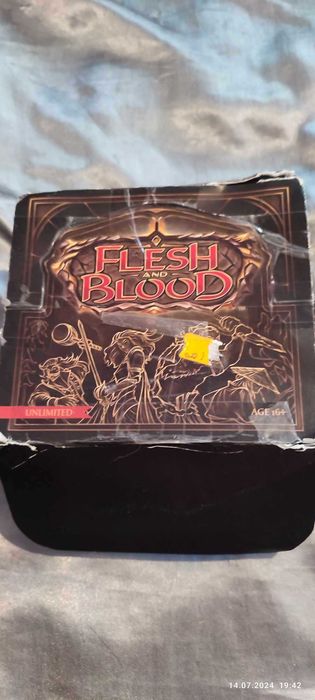 FLESH
AND
BLOOD
UNLIMITED
AGE 16+
14.07.2024 19:42